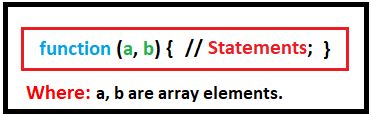 function (a, b) { // Statements; }
Where: a, b are array elements.